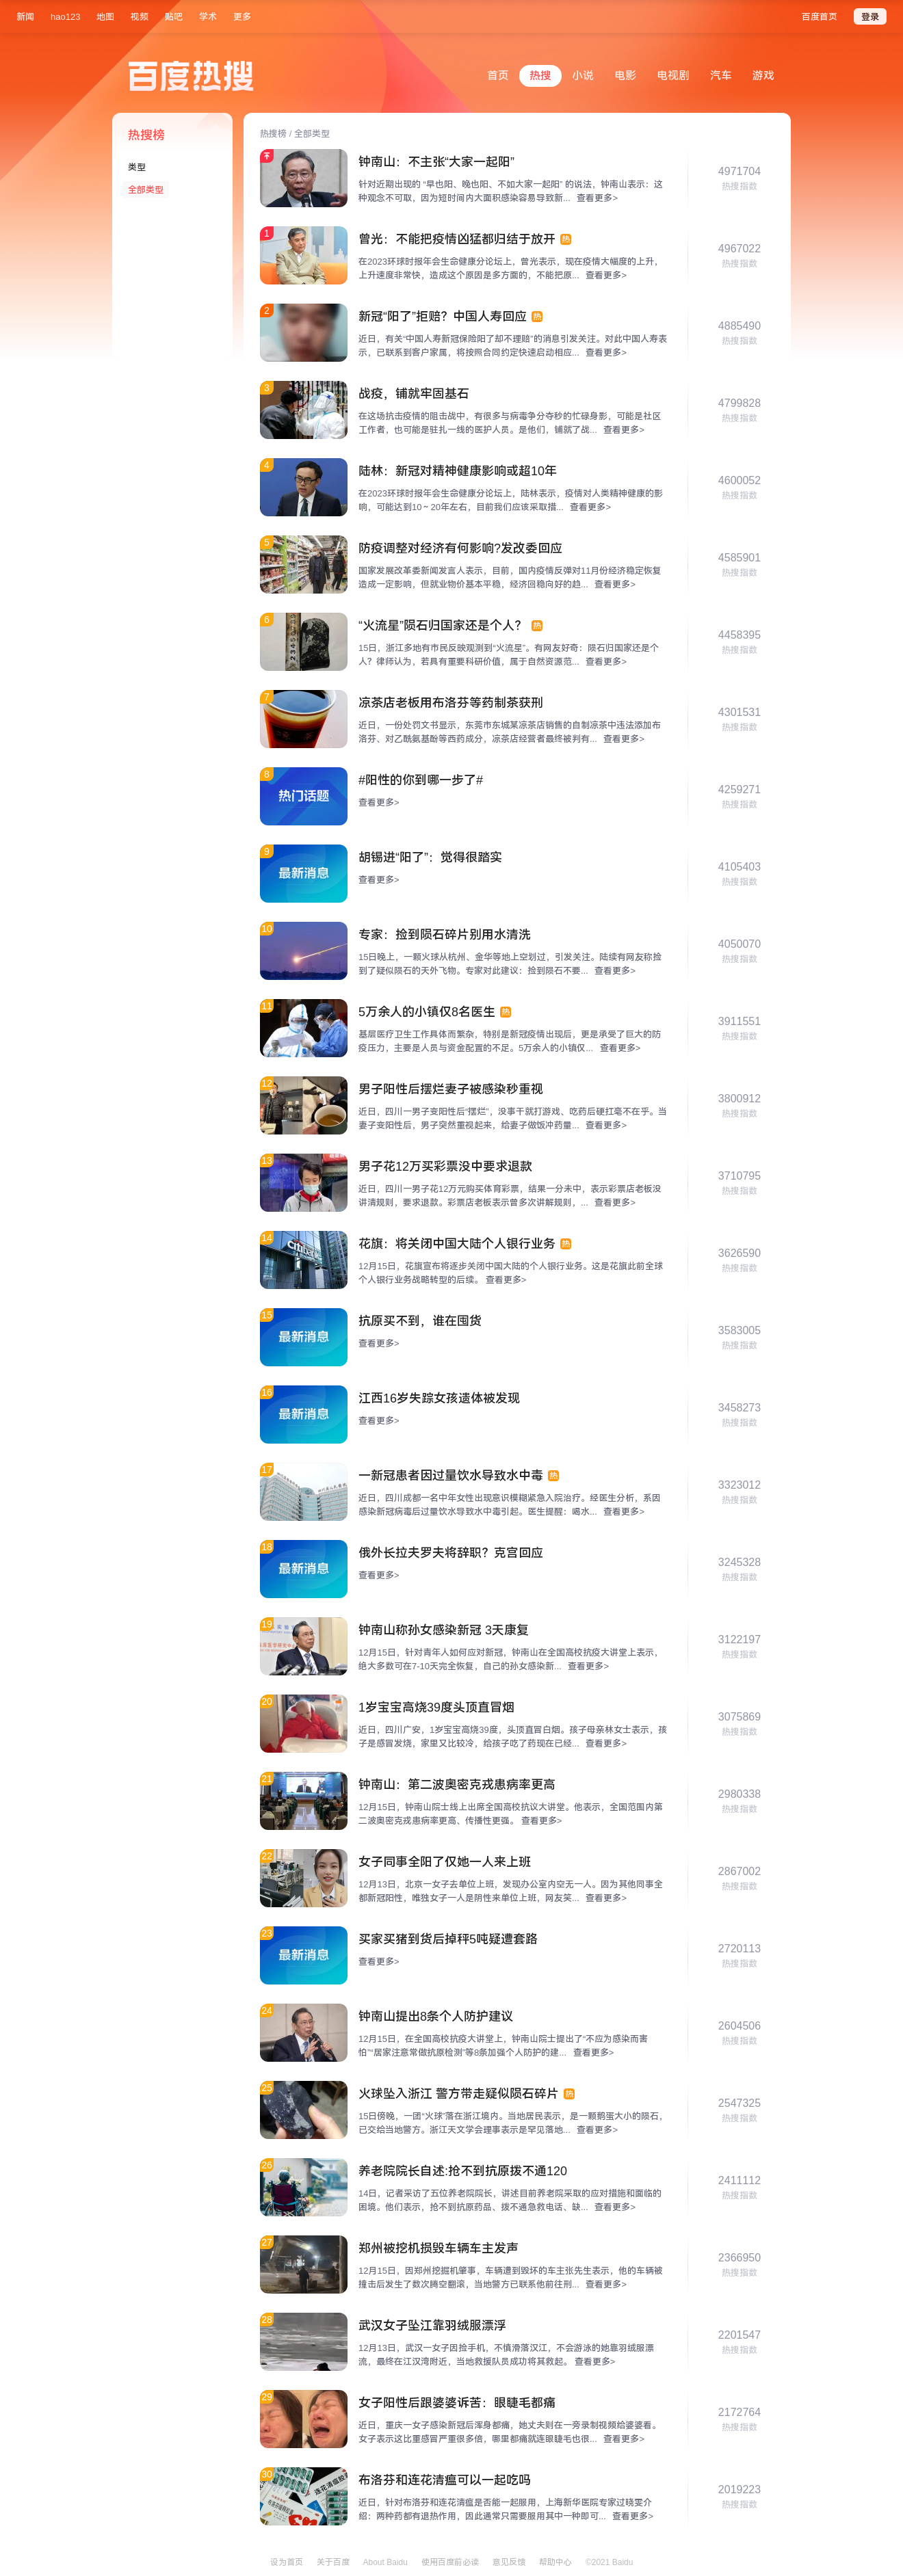 新闻 hao123 地图 视频 贴吧 学术 更多 百度首页 登录
百度热搜
首页 热搜 小说 电影 电视剧 汽车 游戏
热搜榜
类型
全部类型
热搜榜 / 全部类型
钟南山：不主张“大家一起阳”
针对近期出现的 “早也阳、晚也阳、不如大家一起阳” 的说法，钟南山表示：这
种观念不可取，因为短时间内大面积感染容易导致新... 查看更多>
4971704
热搜指数
1
曾光：不能把疫情凶猛都归结于放开 热
在2023环球时报年会生命健康分论坛上，曾光表示，现在疫情大幅度的上升，
上升速度非常快，造成这个原因是多方面的，不能把原... 查看更多>
4967022
热搜指数
2
新冠“阳了”拒赔？中国人寿回应 热
近日，有关“中国人寿新冠保险阳了却不理赔”的消息引发关注。对此中国人寿表
示，已联系到客户家属，将按照合同约定快速启动相应... 查看更多>
4885490
热搜指数
3
战疫，铺就牢固基石
在这场抗击疫情的阻击战中，有很多与病毒争分夺秒的忙碌身影，可能是社区
工作者，也可能是驻扎一线的医护人员。是他们，铺就了战... 查看更多>
4799828
热搜指数
4
陆林：新冠对精神健康影响或超10年
在2023环球时报年会生命健康分论坛上，陆林表示，疫情对人类精神健康的影
响，可能达到10～20年左右，目前我们应该采取措... 查看更多>
4600052
热搜指数
5
防疫调整对经济有何影响?发改委回应
国家发展改革委新闻发言人表示，目前，国内疫情反弹对11月份经济稳定恢复
造成一定影响，但就业物价基本平稳，经济回稳向好的趋... 查看更多>
4585901
热搜指数
6
“火流星”陨石归国家还是个人？ 热
15日，浙江多地有市民反映观测到“火流星”。有网友好奇：陨石归国家还是个
人？律师认为，若具有重要科研价值，属于自然资源范... 查看更多>
4458395
热搜指数
7
凉茶店老板用布洛芬等药制茶获刑
近日，一份处罚文书显示，东莞市东城某凉茶店销售的自制凉茶中违法添加布
洛芬、对乙酰氨基酚等西药成分，凉茶店经营者最终被判有... 查看更多>
4301531
热搜指数
8
热门话题
#阳性的你到哪一步了#
查看更多>
4259271
热搜指数
9
最新消息
胡锡进“阳了”：觉得很踏实
查看更多>
4105403
热搜指数
10
专家：捡到陨石碎片别用水清洗
15日晚上，一颗火球从杭州、金华等地上空划过，引发关注。陆续有网友称捡
到了疑似陨石的天外飞物。专家对此建议：捡到陨石不要... 查看更多>
4050070
热搜指数
11
5万余人的小镇仅8名医生 热
基层医疗卫生工作具体而繁杂，特别是新冠疫情出现后，更是承受了巨大的防
疫压力，主要是人员与资金配置的不足。5万余人的小镇仅... 查看更多>
3911551
热搜指数
12
男子阳性后摆烂妻子被感染秒重视
近日，四川一男子变阳性后“摆烂”，没事干就打游戏、吃药后硬扛毫不在乎。当
妻子变阳性后，男子突然重视起来，给妻子做饭冲药量... 查看更多>
3800912
热搜指数
13
男子花12万买彩票没中要求退款
近日，四川一男子花12万元购买体育彩票，结果一分未中，表示彩票店老板没
讲清规则，要求退款。彩票店老板表示曾多次讲解规则，... 查看更多>
3710795
热搜指数
14
花旗：将关闭中国大陆个人银行业务 热
12月15日，花旗宣布将逐步关闭中国大陆的个人银行业务。这是花旗此前全球
个人银行业务战略转型的后续。 查看更多>
3626590
热搜指数
15
最新消息
抗原买不到，谁在囤货
查看更多>
3583005
热搜指数
16
最新消息
江西16岁失踪女孩遗体被发现
查看更多>
3458273
热搜指数
17
一新冠患者因过量饮水导致水中毒 热
近日，四川成都一名中年女性出现意识模糊紧急入院治疗。经医生分析，系因
感染新冠病毒后过量饮水导致水中毒引起。医生提醒：喝水... 查看更多>
3323012
热搜指数
18
最新消息
俄外长拉夫罗夫将辞职？克宫回应
查看更多>
3245328
热搜指数
19
钟南山称孙女感染新冠 3天康复
12月15日，针对青年人如何应对新冠，钟南山在全国高校抗疫大讲堂上表示，
绝大多数可在7-10天完全恢复，自己的孙女感染新... 查看更多>
3122197
热搜指数
20
1岁宝宝高烧39度头顶直冒烟
近日，四川广安，1岁宝宝高烧39度，头顶直冒白烟。孩子母亲林女士表示，孩
子是感冒发烧，家里又比较冷，给孩子吃了药现在已经... 查看更多>
3075869
热搜指数
21
钟南山：第二波奥密克戎患病率更高
12月15日，钟南山院士线上出席全国高校抗议大讲堂。他表示，全国范围内第
二波奥密克戎患病率更高、传播性更强。 查看更多>
2980338
热搜指数
22
女子同事全阳了仅她一人来上班
12月13日，北京一女子去单位上班，发现办公室内空无一人。因为其他同事全
都新冠阳性，唯独女子一人是阴性来单位上班，网友笑... 查看更多>
2867002
热搜指数
23
最新消息
买家买猪到货后掉秤5吨疑遭套路
查看更多>
2720113
热搜指数
24
钟南山提出8条个人防护建议
12月15日，在全国高校抗疫大讲堂上，钟南山院士提出了“不应为感染而害
怕”“居家注意常做抗原检测”等8条加强个人防护的建... 查看更多>
2604506
热搜指数
25
火球坠入浙江 警方带走疑似陨石碎片 热
15日傍晚，一团“火球”落在浙江境内。当地居民表示，是一颗鹅蛋大小的陨石，
已交给当地警方。浙江天文学会理事表示是罕见落地... 查看更多>
2547325
热搜指数
26
养老院院长自述:抢不到抗原拨不通120
14日，记者采访了五位养老院院长，讲述目前养老院采取的应对措施和面临的
困境。他们表示，抢不到抗原药品、拨不通急救电话、缺... 查看更多>
2411112
热搜指数
27
郑州被挖机损毁车辆车主发声
12月15日，因郑州挖掘机肇事，车辆遭到毁坏的车主张先生表示，他的车辆被
撞击后发生了数次腾空翻滚，当地警方已联系他前往刑... 查看更多>
2366950
热搜指数
28
武汉女子坠江靠羽绒服漂浮
12月13日，武汉一女子因捡手机，不慎滑落汉江，不会游泳的她靠羽绒服漂
流，最终在江汉湾附近，当地救援队员成功将其救起。 查看更多>
2201547
热搜指数
29
女子阳性后跟婆婆诉苦：眼睫毛都痛
近日，重庆一女子感染新冠后浑身都痛，她丈夫则在一旁录制视频给婆婆看。
女子表示这比重感冒严重很多倍，哪里都痛就连眼睫毛也很... 查看更多>
2172764
热搜指数
30
布洛芬和连花清瘟可以一起吃吗
近日，针对布洛芬和连花清瘟是否能一起服用，上海新华医院专家过晓雯介
绍：两种药都有退热作用，因此通常只需要服用其中一种即可... 查看更多>
2019223
热搜指数
设为首页 关于百度 About Baidu 使用百度前必读 意见反馈 帮助中心 ©2021 Baidu